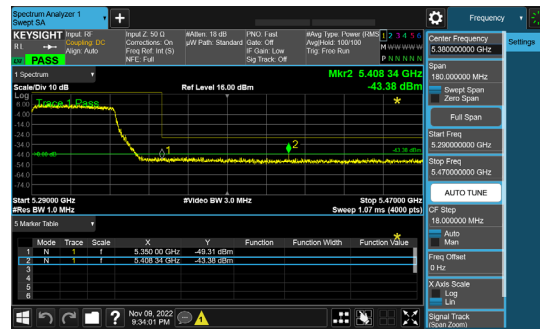 Spectrum Analyzer 1
Swept SA
Frequency
KEYSIGHT
Input: RF
Coupling: DC
Align: Auto
Input Z: 50 Ω
Corrections: On
Freq Ref: Int (S)
NFE: Full
#Atten: 18 dB
µW Path: Standard
PNO: Fast
Gate: Off
IF Gain: Low
Sig Track: Off
#Avg Type: Power (RMS
Avg|Hold: 100/100
Trig: Free Run
1 2 3 4 5 6
M W W W W W
P N N N N N
PASS
1 Spectrum
Scale/Div 10 dB
Ref Level 16.00 dBm
Mkr2 5.408 34 GHz
-43.38 dBm
Log
Trace 1 Pass
6.00
-4.00
-14.0
-24.0
-34.0
-44.0
-54.0
-64.0
-74.0
1
2
-43.38 dBm
Start 5.29000 GHz
#Video BW 3.0 MHz
Stop 5.47000 GHz
#Res BW 1.0 MHz
Sweep 1.07 ms (4000 pts)
5 Marker Table
Mode Trace Scale X Y Function Function Width Function Value
1 N 1 f 5.350 00 GHz -49.31 dBm
2 N 1 f 5.408 34 GHz -43.38 dBm
3
4
5
6
Nov 09, 2022
9:34:01 PM
Center Frequency
5.380000000 GHz
Settings
Span
180.000000 MHz
Swept Span
Zero Span
Full Span
Start Freq
5.290000000 GHz
Stop Freq
5.470000000 GHz
AUTO TUNE
CF Step
18.000000 MHz
Auto
Man
Freq Offset
0 Hz
X Axis Scale
Log
Lin
Signal Track
(Span Zoom)